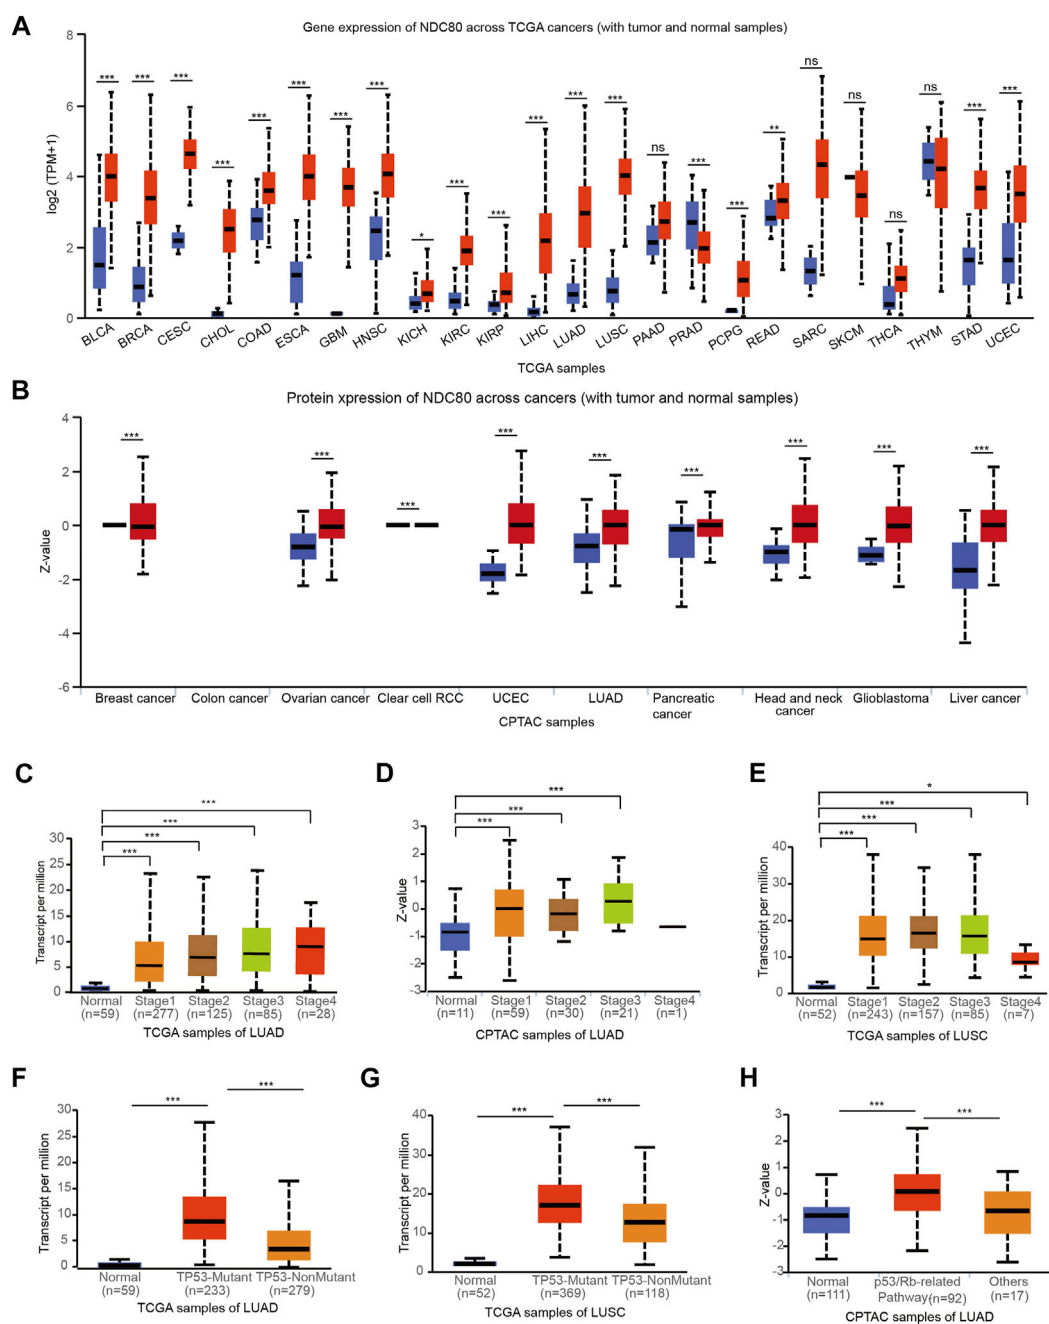 A
Gene expression of NDC80 across TCGA cancers (with tumor and normal samples)
log2 (TPM+1)
8
6
4
2
0
*** *** *** *** *** *** *** *** * *** *** *** *** *** ns *** *** ** ns ns ns ns *** ***
BLCA BRCA CESC CHOL COAD ESCA GBM HNSC KICH KIRC KIRP LIHC LUAD LUSC PAAD PRAD PCPG READ SARC SKCM THCA THYM STAD UCEC
TCGA samples
B
Protein xpression of NDC80 across cancers (with tumor and normal samples)
Z-value
4
2
0
-2
-4
-6
*** *** *** *** *** *** *** *** ***
Breast cancer Colon cancer Ovarian cancer Clear cell RCC UCEC LUAD Pancreatic cancer Head and neck cancer Glioblastoma Liver cancer
CPTAC samples
C
Transcript per million
30
25
20
15
10
5
0
***
***
***
***
Normal Stage1 Stage2 Stage3 Stage4
(n=59) (n=277) (n=125) (n=85) (n=28)
TCGA samples of LUAD
D
Z-value
3
2
1
0
-1
-2
-3
***
***
***
Normal Stage1 Stage2 Stage3 Stage4
(n=11) (n=59) (n=30) (n=21) (n=1)
CPTAC samples of LUAD
E
Transcript per million
40
30
20
10
0
*
***
***
***
Normal Stage1 Stage2 Stage3 Stage4
(n=52) (n=243) (n=157) (n=85) (n=7)
TCGA samples of LUSC
F
Transcript per million
30
25
20
15
10
5
0
*** ***
Normal TP53-Mutant TP53-NonMutant
(n=59) (n=233) (n=279)
TCGA samples of LUAD
G
Transcript per million
40
30
20
10
0
*** ***
Normal TP53-Mutant TP53-NonMutant
(n=52) (n=369) (n=118)
TCGA samples of LUSC
H
Z-value
3
2
1
0
-1
-2
-3
*** ***
Normal p53/Rb-related Others
(n=111) Pathway(n=92) (n=17)
CPTAC samples of LUAD